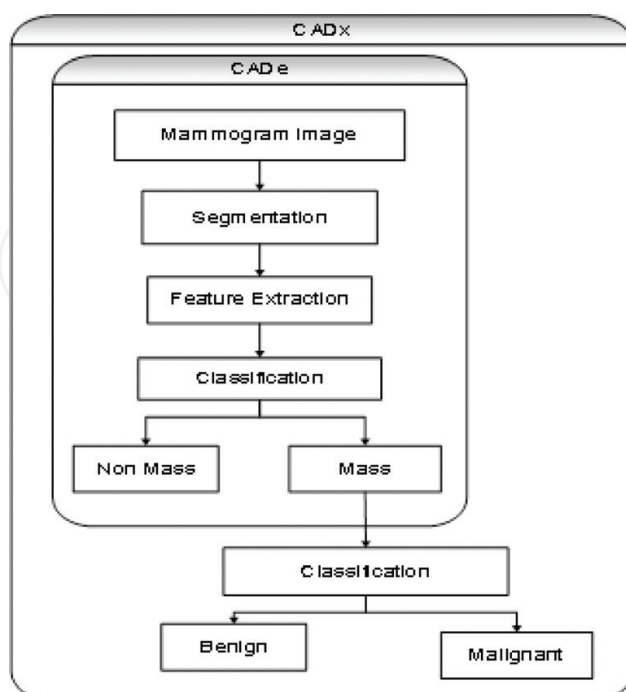 CADx
CADe
Mammogram Image
Segmentation
Feature Extraction
Classification
Non Mass
Mass
Classification
Benign
Malignant